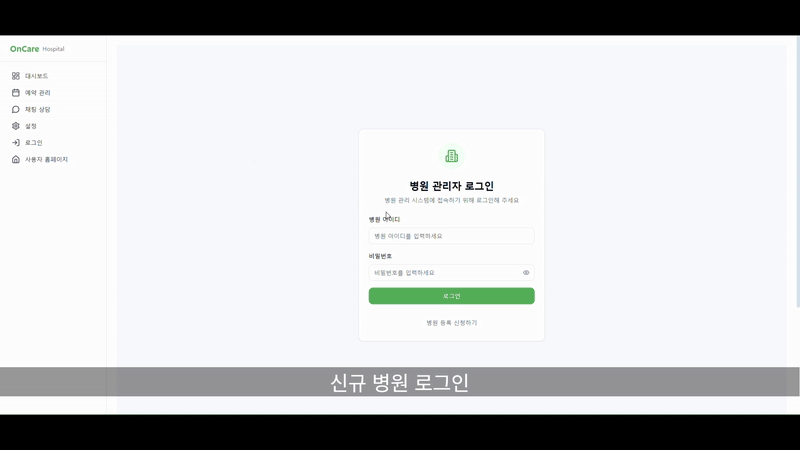 OnCare Hospital
대시보드
예약 관리
채팅 상담
설정
로그인
사용자 홈페이지
병원 관리자 로그인
병원 관리 시스템에 접속하기 위해 로그인해 주세요
병원 아이디
병원 아이디를 입력하세요
비밀번호
비밀번호를 입력하세요
로그인
병원 등록 신청하기
신규 병원 로그인